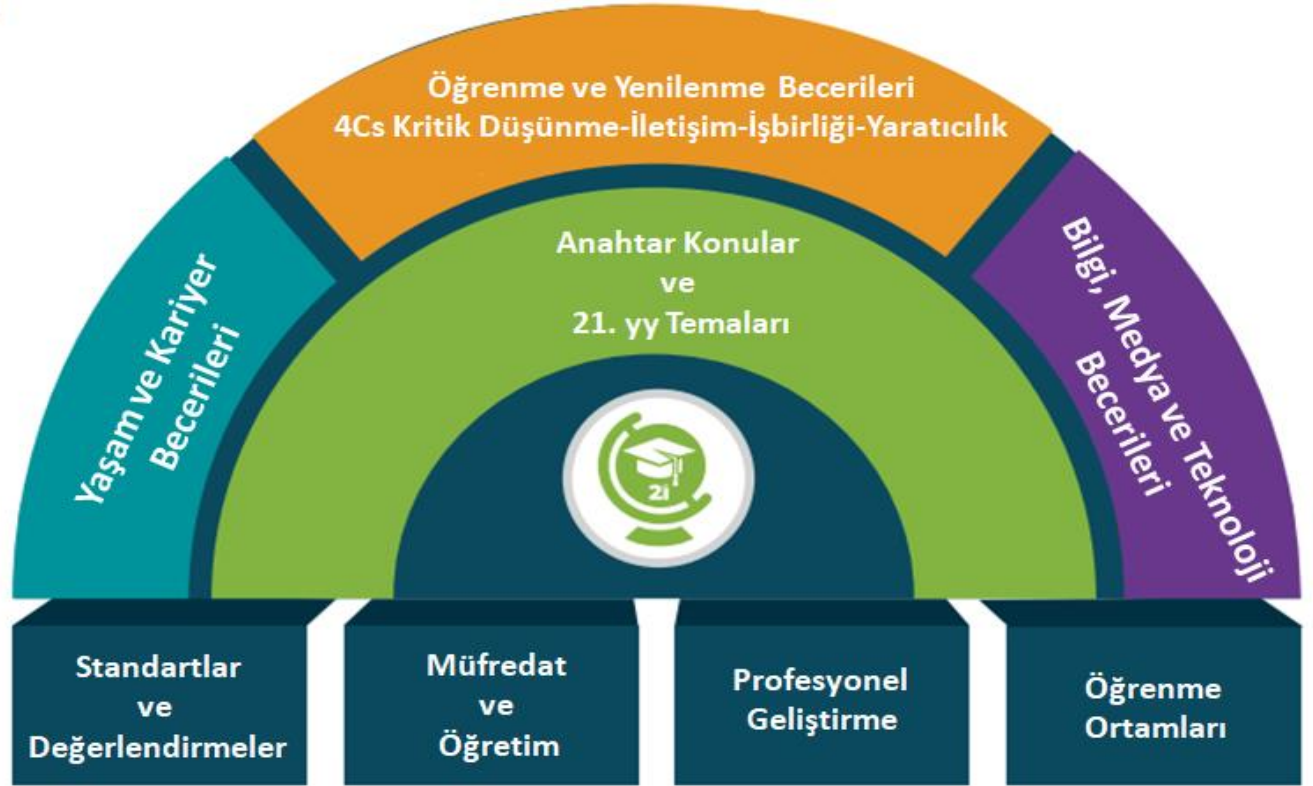 Öğrenme ve Yenilenme Becerileri
4Cs Kritik Düşünme-İletişim-İşbirliği-Yaratıcılık
Yaşam ve Kariyer
Becerileri
Anahtar Konular
ve
21. yy Temaları
Bilgi, Medya ve Teknoloji
Becerileri
2i
Standartlar
ve
Değerlendirmeler
Müfredat
ve
Öğretim
Profesyonel
Geliştirme
Öğrenme
Ortamları